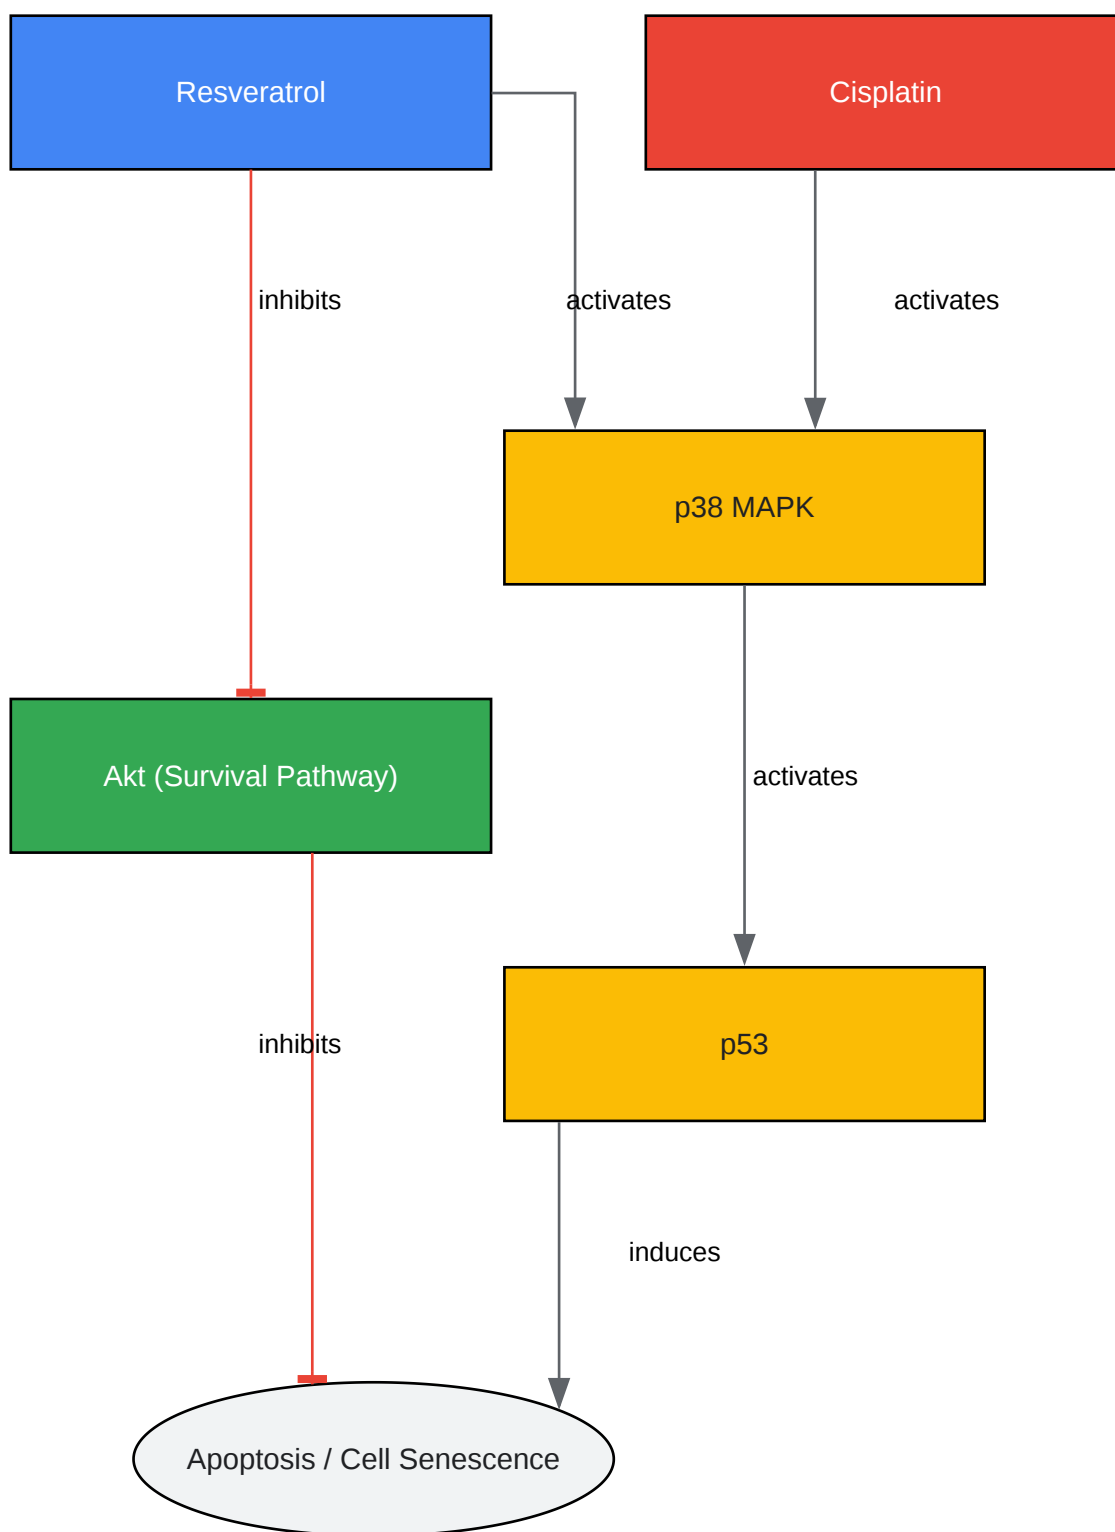 Resveratrol
Cisplatin
inhibits
activates
activates
p38 MAPK
Akt (Survival Pathway)
activates
inhibits
p53
induces
Apoptosis / Cell Senescence